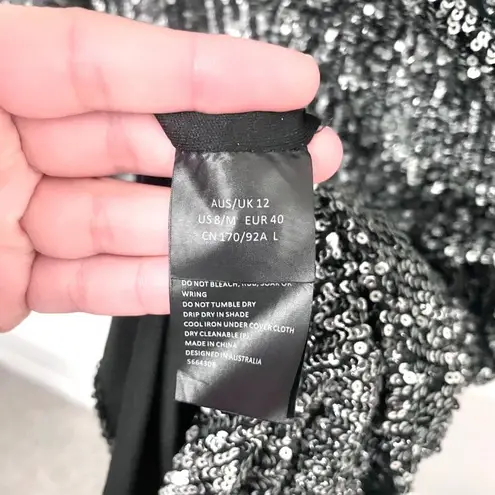 AUS/UK 12
US 8/M EUR 40
CN 170/92A L
DO NOT BLEACH, RUB, SOAK OR
WRING
DO NOT TUMBLE DRY
DRIP DRY IN SHADE
COOL IRON UNDER COVER CLOTH
DRY CLEANABLE (P)
MADE IN CHINA
DESIGNED IN AUSTRALIA